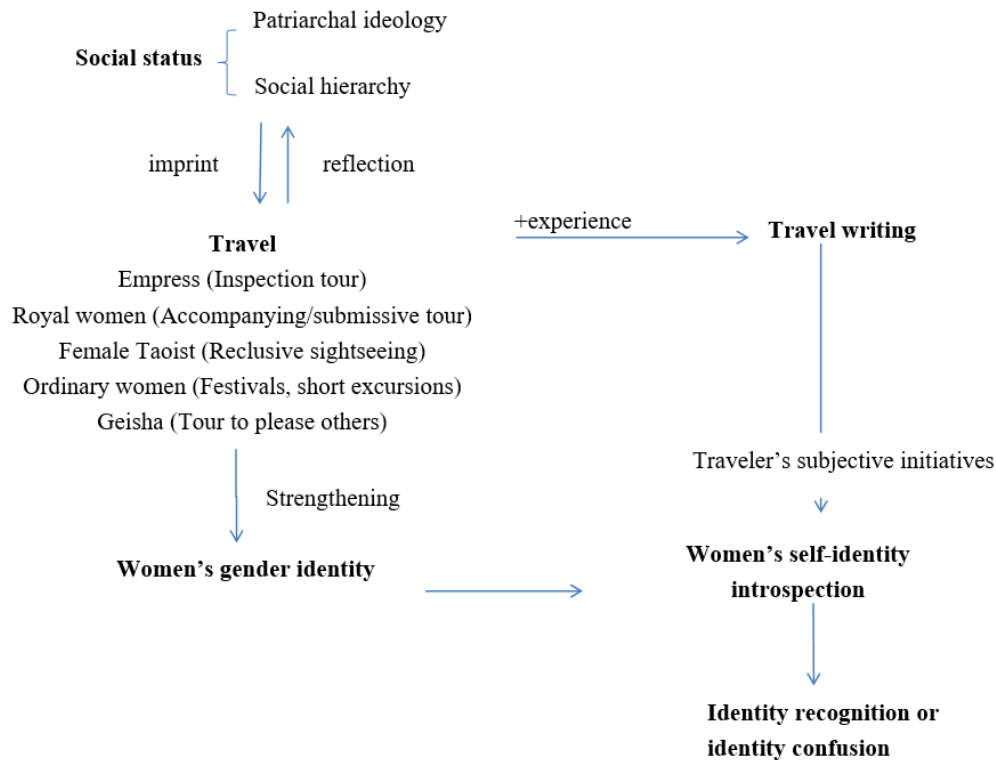 Patriarchal ideology
Social status
Social hierarchy
imprint
reflection
+experience
Travel writing
Travel
Empress (Inspection tour)
Royal women (Accompanying/submissive tour)
Female Taoist (Reclusive sightseeing)
Ordinary women (Festivals, short excursions)
Geisha (Tour to please others)
Traveler's subjective initiatives
Strengthening
Women's gender identity
Women's self-identity
introspection
Identity recognition or
identity confusion